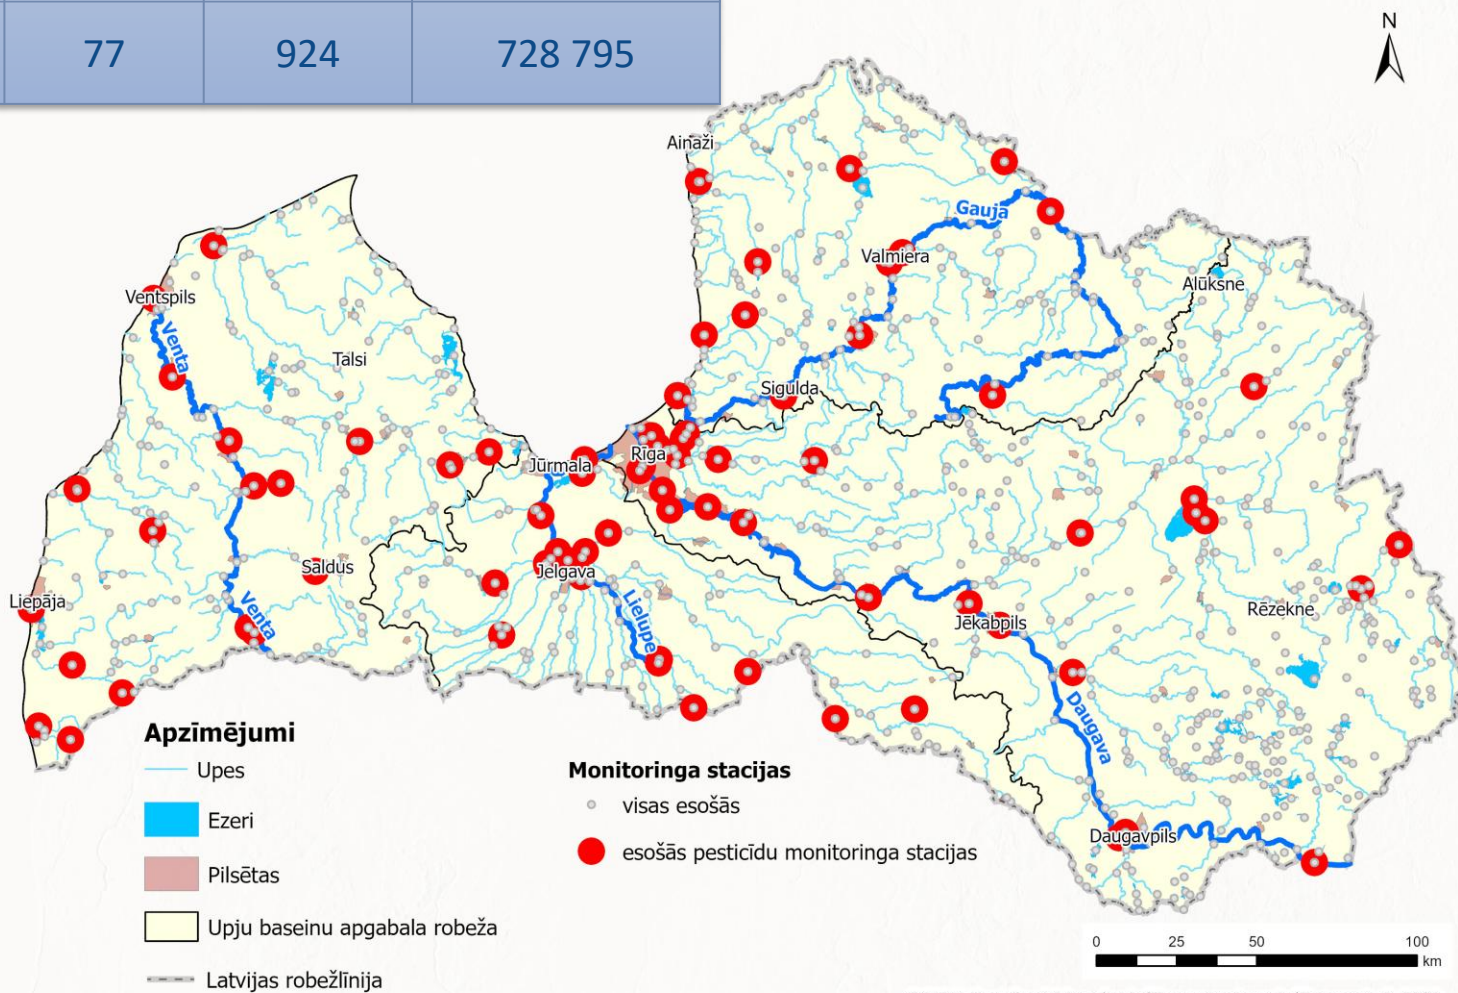 77 924 728 795
N
Ainaži
Gauja
Valmiera
Alūksne
Ventspils
Venta
Talsi
Sigulda
Rīga
Jūrmala
Saldus
Jelgava
Liepāja
Venta
Lielupe
Jēkabpils
Rēzekne
Daugava
Daugavpils
Apzīmējumi
Upes
Ezeri
Pilsētas
Upju baseinu apgabala robeža
Latvijas robežlīnija
Monitoringa stacijas
visas esošās
esošās pesticīdu monitoringa stacijas
0 25 50 100
km